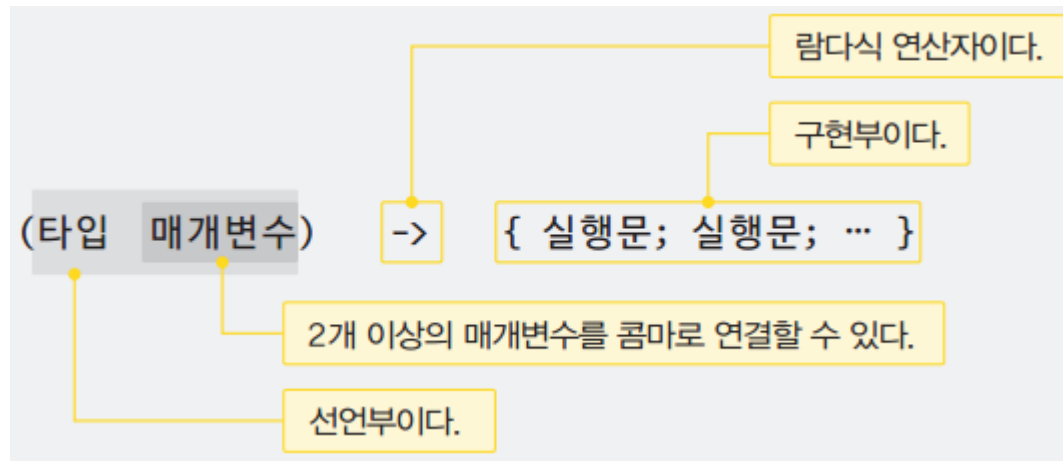 람다식 연산자이다.
구현부이다.
(타입 매개변수) -> { 실행문; 실행문; … }
2개 이상의 매개변수를 콤마로 연결할 수 있다.
선언부이다.